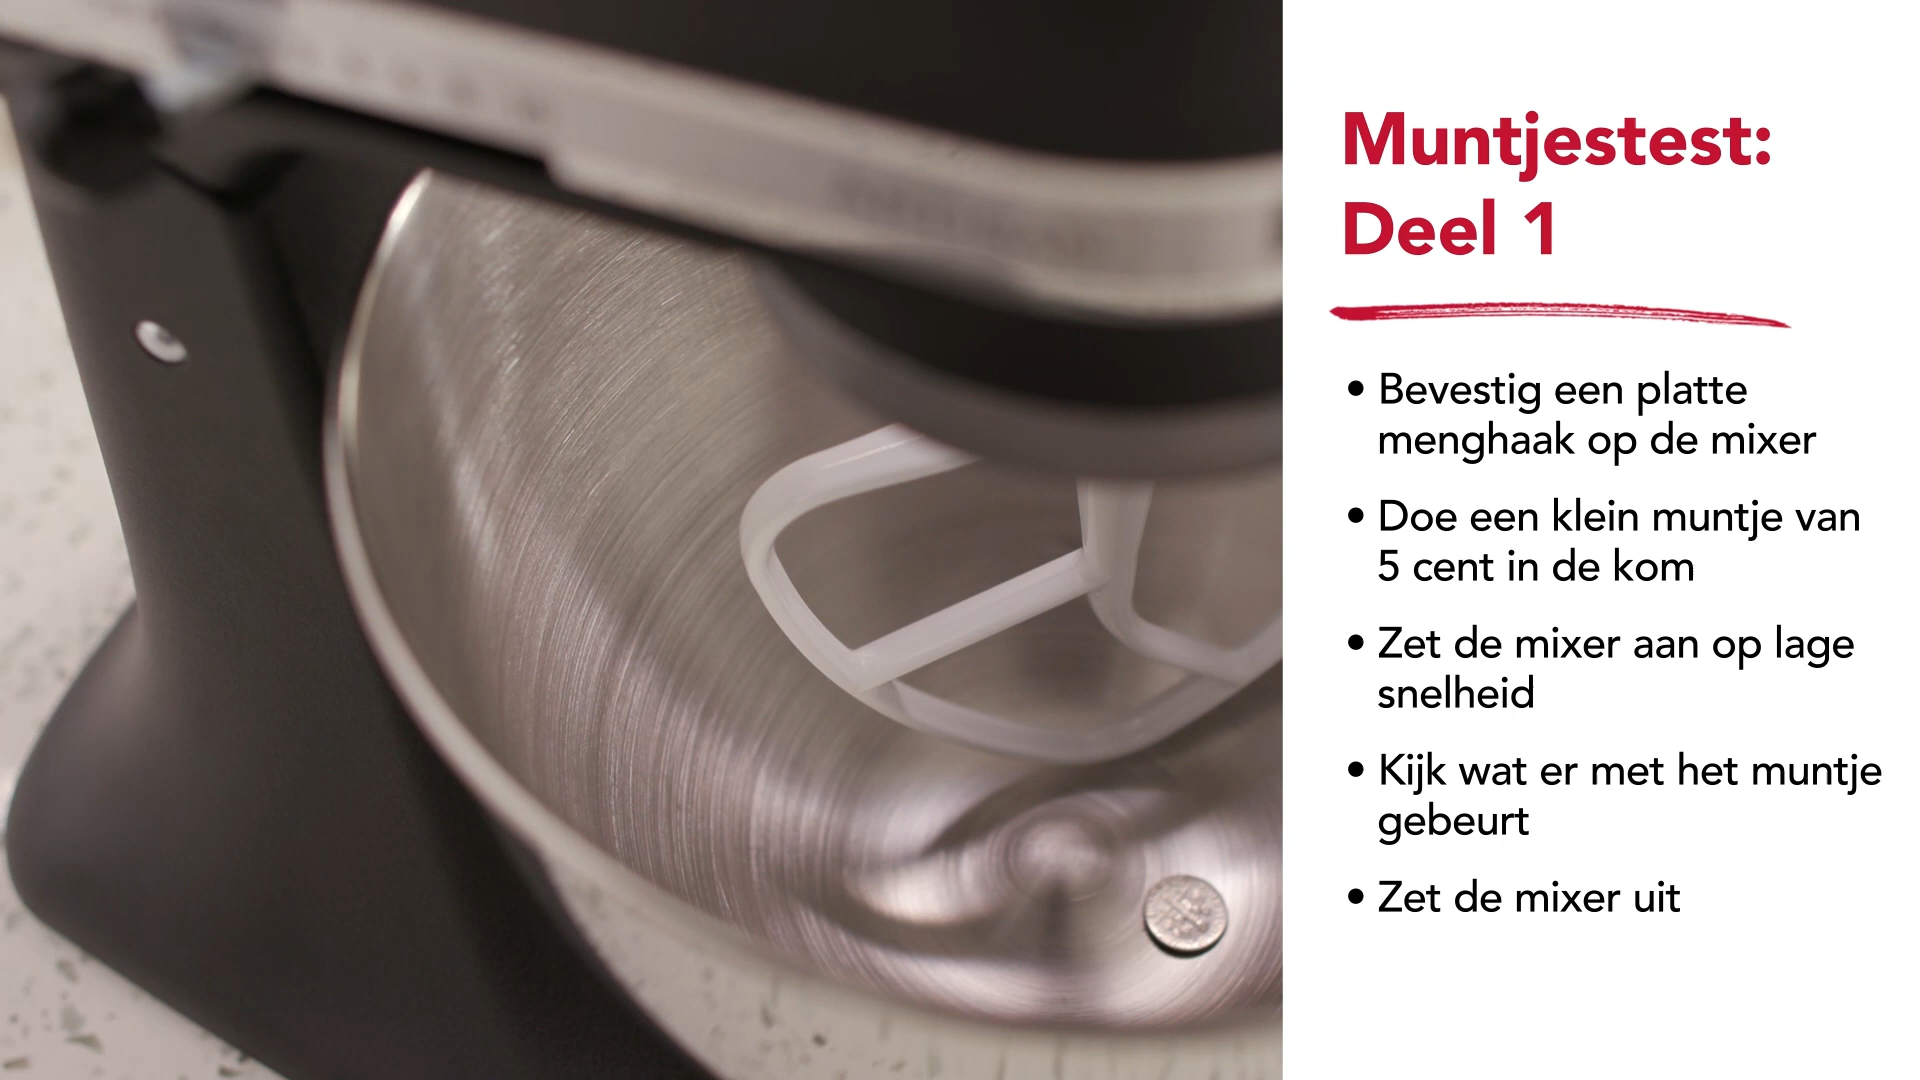 Muntjestest:
Deel 1
• Bevestig een platte
menghaak op de mixer
• Doe een klein muntje van
5 cent in de kom
• Zet de mixer aan op lage
snelheid
• Kijk wat er met het muntje
gebeurt
• Zet de mixer uit